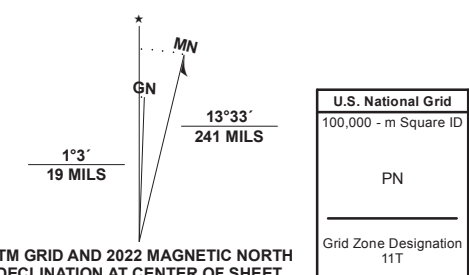 ★
MN
GN
13°33´
241 MILS
1°3´
19 MILS
TM GRID AND 2022 MAGNETIC NORTH
DECLINATION AT CENTER OF SHEET
U.S. National Grid
100,000 - m Square ID
PN
Grid Zone Designation
11T